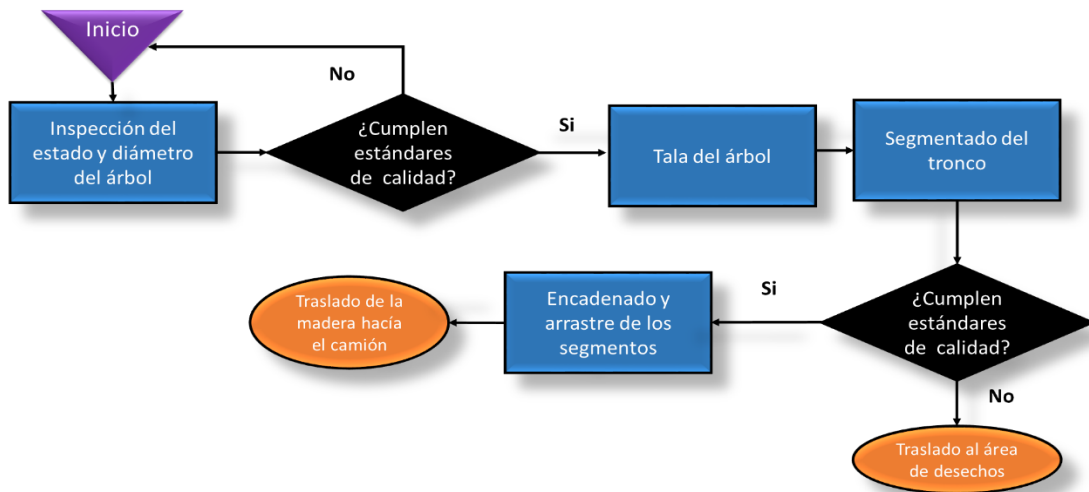 Inicio
No
Inspección del
estado y diámetro
del árbol
¿Cumplen
estándares
de calidad?
Si
Tala del árbol
Segmentado del
tronco
¿Cumplen
estándares
de calidad?
Si
Encadenado y
arrastre de los
segmentos
Traslado de la
madera hacía
el camión
No
Traslado al área
de desechos